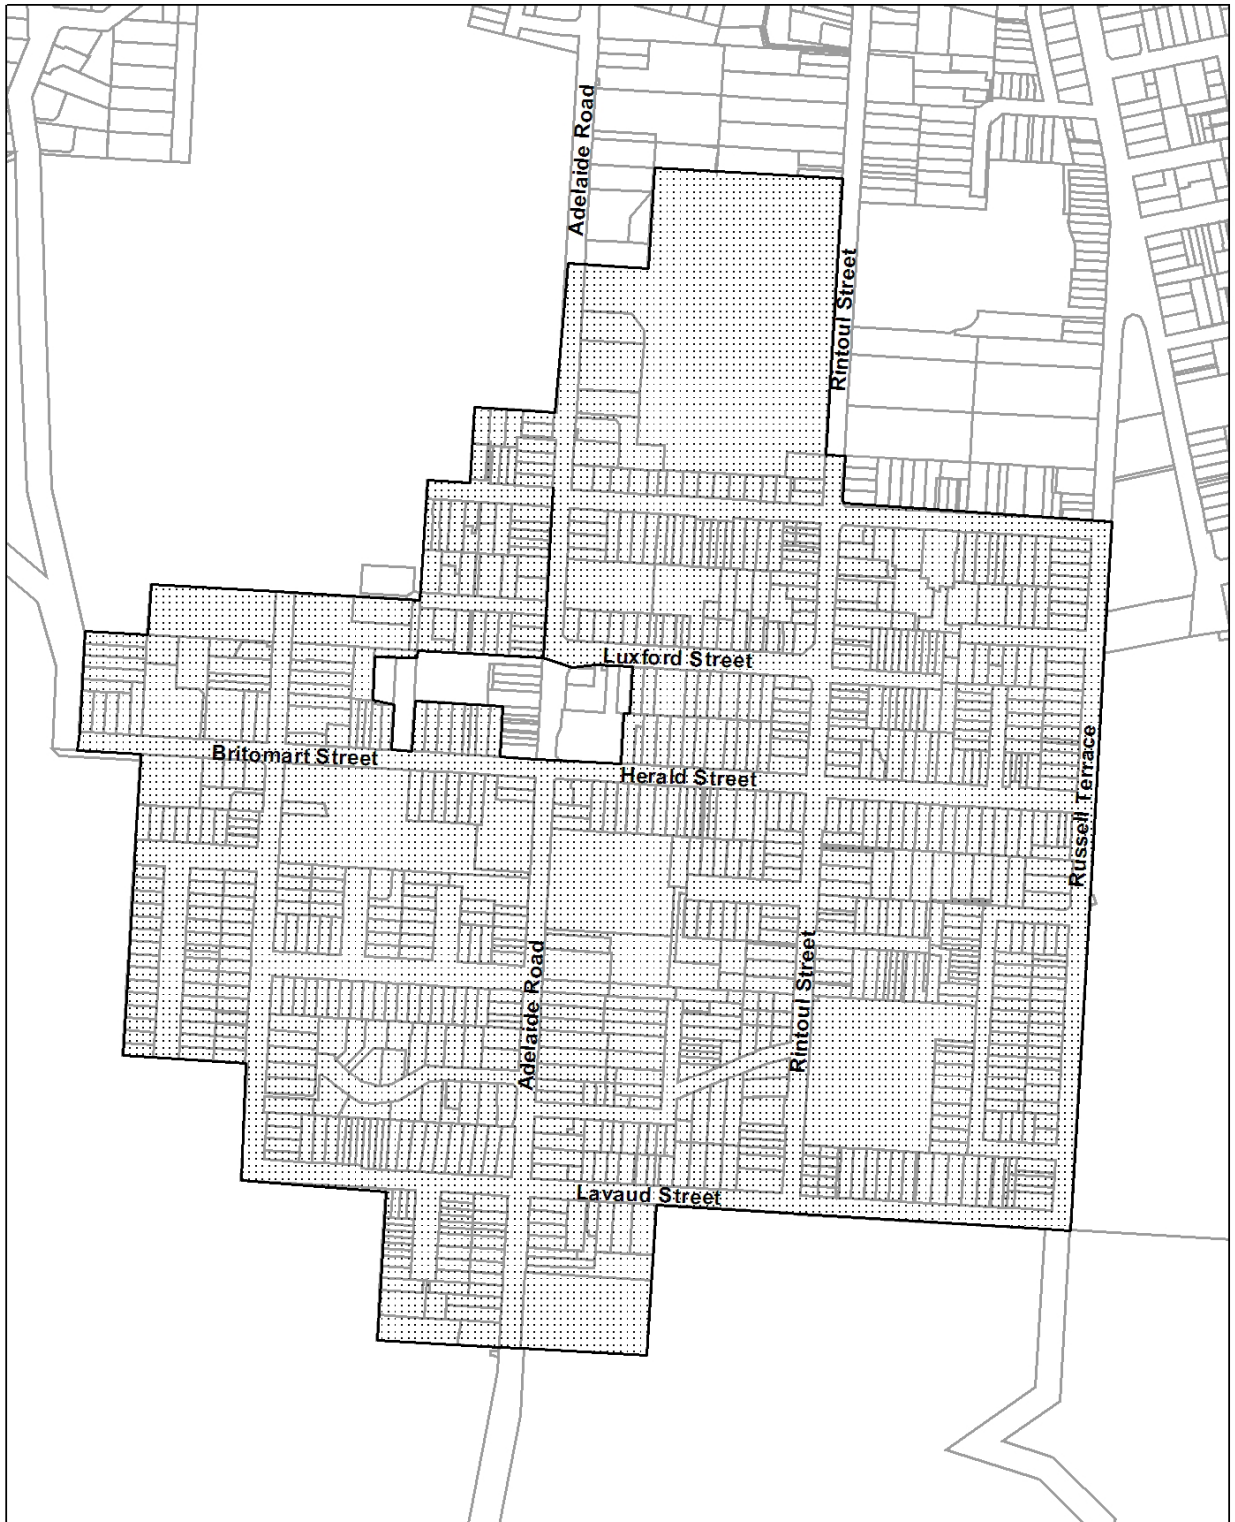 Adelaide Road
Rintoul Street
Luxford Street
Britomart Street
Herald Street
Russell Terrace
Adelaide Road
Rintoul Street
Lavaud Street